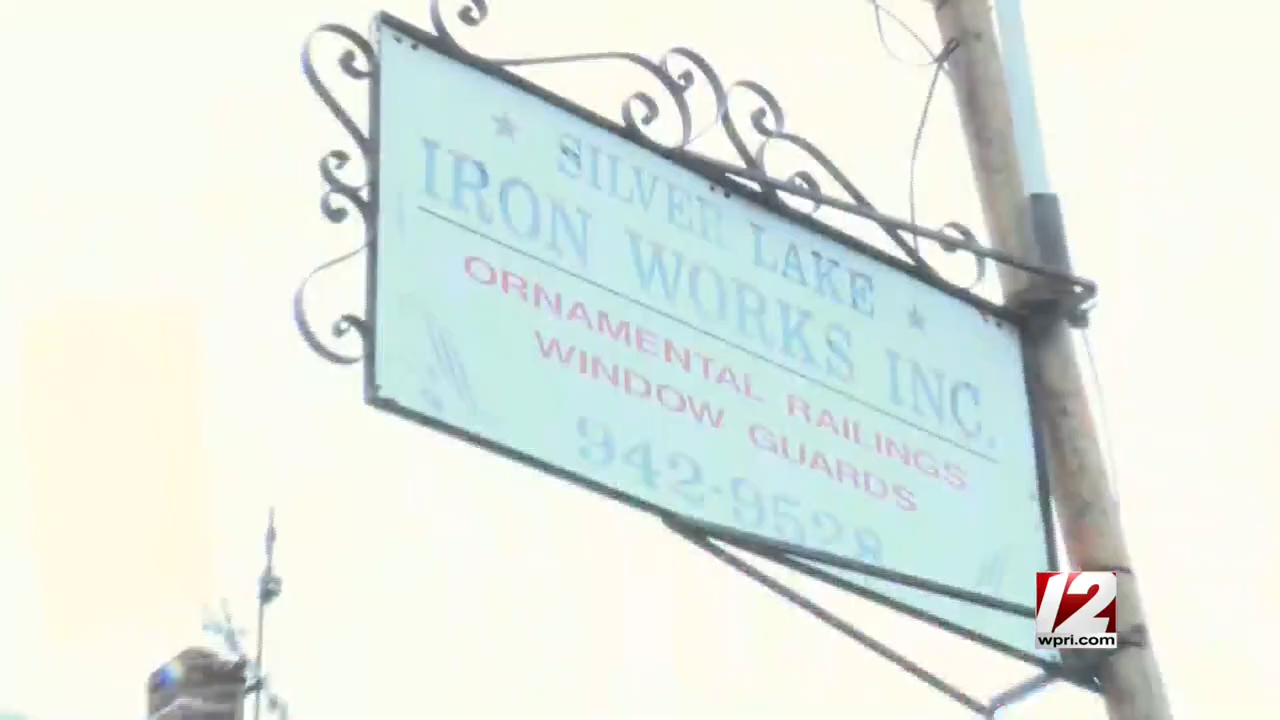 SILVER LAKE
IRON WORKS INC.
ORNAMENTAL RAILINGS
WINDOW GUARDS
942-9528
12
wpri.com